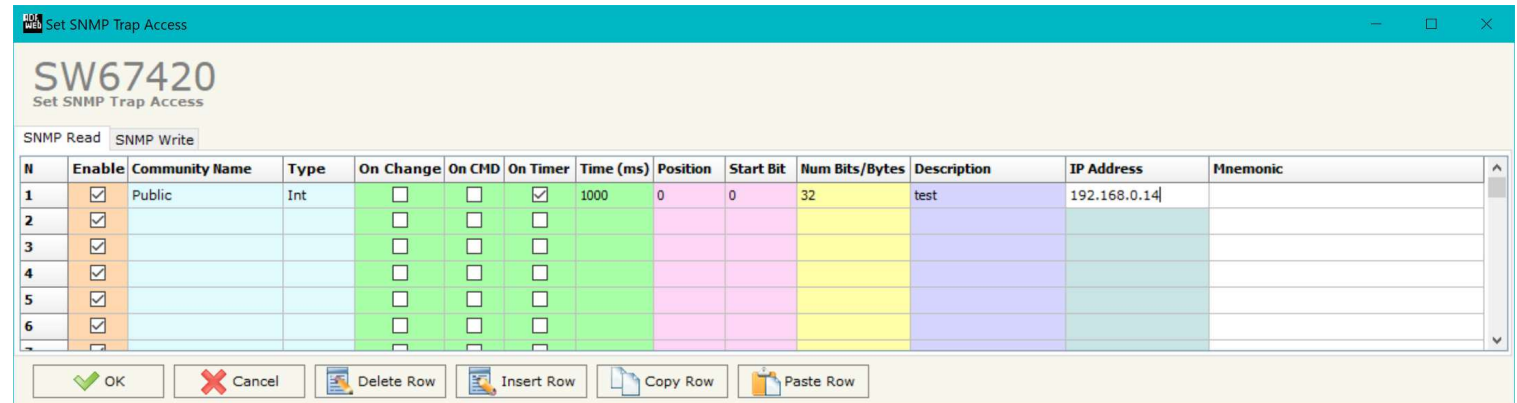 ADF WEB Set SNMP Trap Access
SW67420
Set SNMP Trap Access
SNMP Read SNMP Write
N Enable Community Name Type On Change On CMD On Timer Time (ms) Position Start Bit Num Bits/Bytes Description IP Address Mnemonic
1 Public Int 1000 0 0 32 test 192.168.0.14
2
3
4
5
6
OK Cancel Delete Row Insert Row Copy Row Paste Row